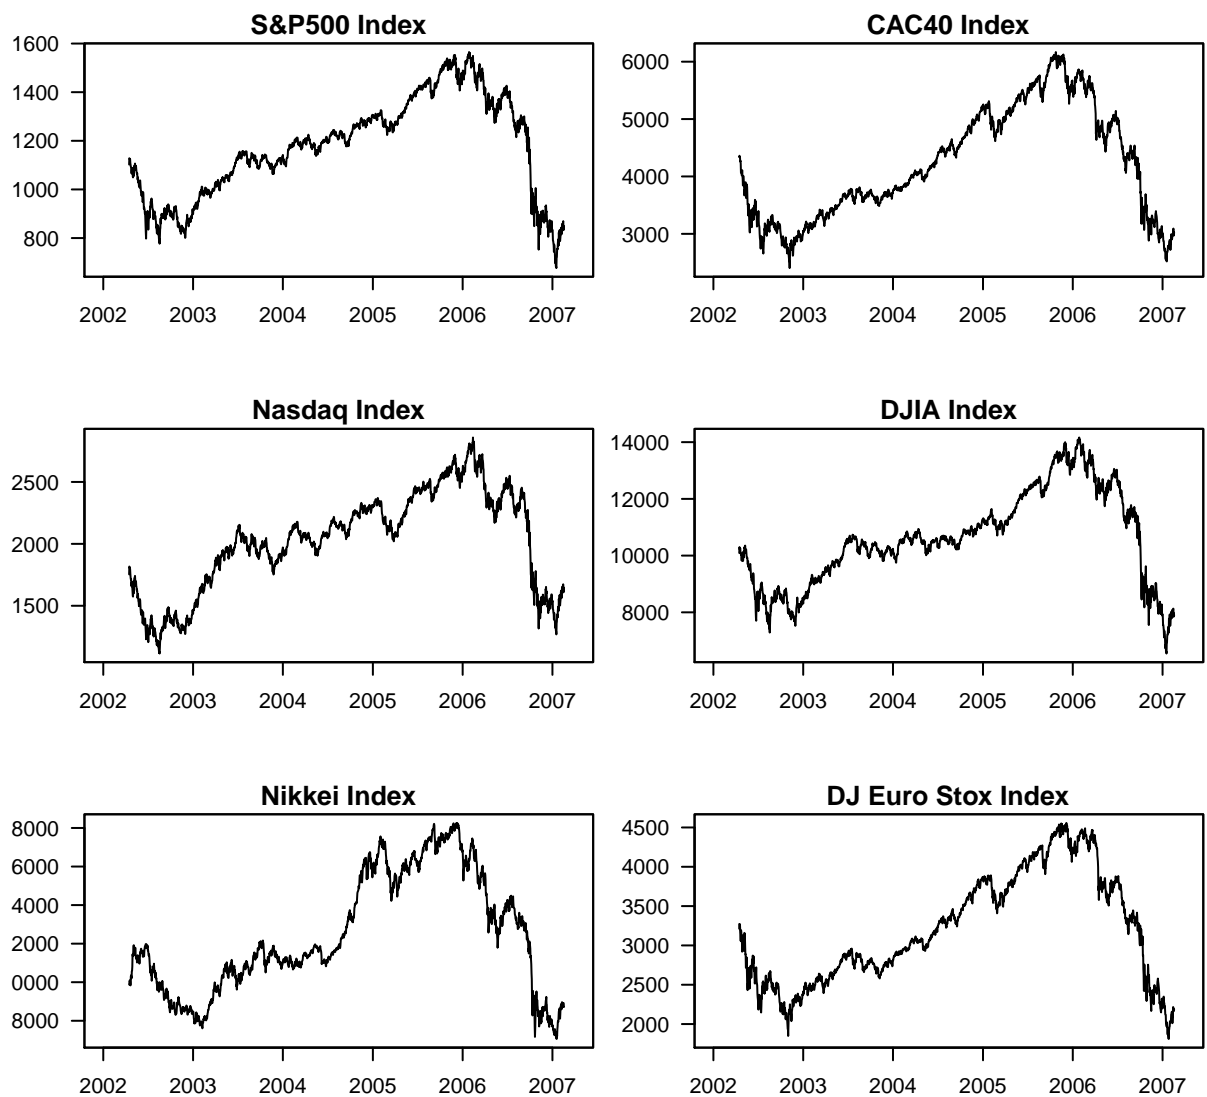 S&P500 Index
1600
1400
1200
1000
800
2002 2003 2004 2005 2006 2007
CAC40 Index
6000
5000
4000
3000
2002 2003 2004 2005 2006 2007
Nasdaq Index
2500
2000
1500
2002 2003 2004 2005 2006 2007
DJIA Index
14000
12000
10000
8000
2002 2003 2004 2005 2006 2007
Nikkei Index
8000
6000
4000
2000
0000
8000
2002 2003 2004 2005 2006 2007
DJ Euro Stox Index
4500
4000
3500
3000
2500
2000
2002 2003 2004 2005 2006 2007